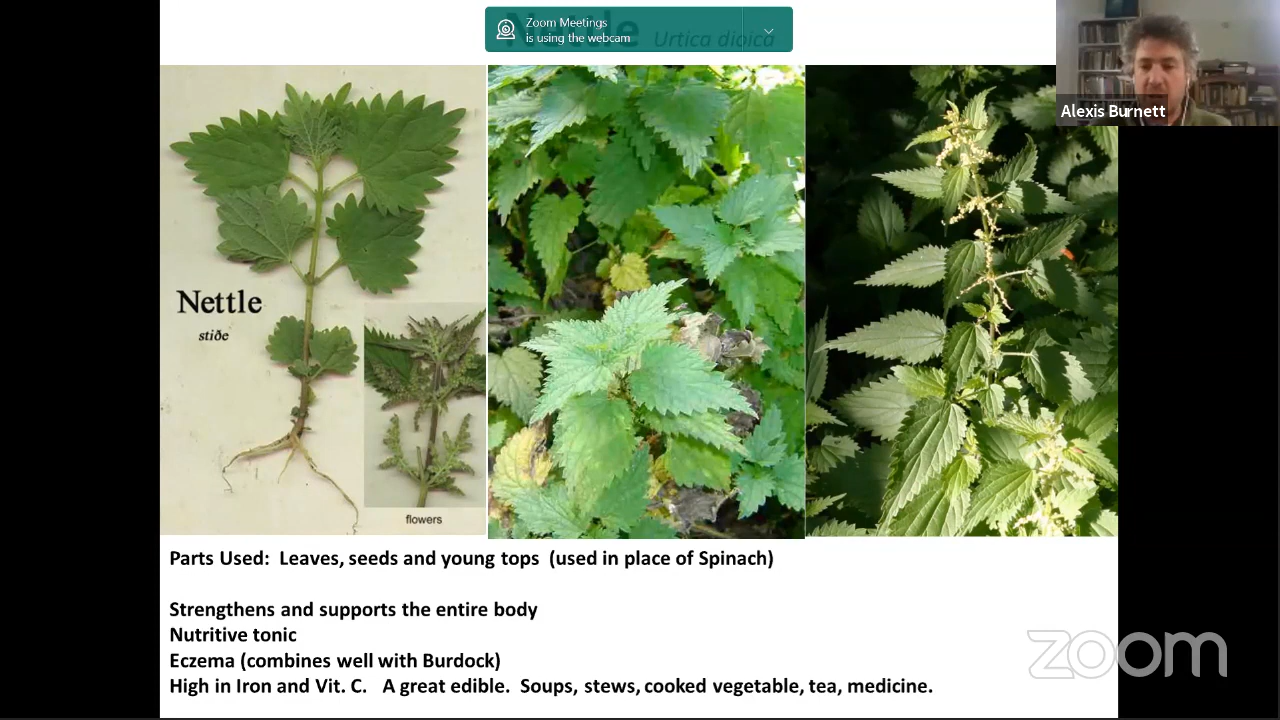 Zoom Meetings
is using the webcam
Nettle Urtica dioica
Alexis Burnett
Nettle
stiðe
flowers
Parts Used: Leaves, seeds and young tops (used in place of Spinach)
Strengthens and supports the entire body
Nutritive tonic
Eczema (combines well with Burdock)
High in Iron and Vit. C. A great edible. Soups, stews, cooked vegetable, tea, medicine.
zoom